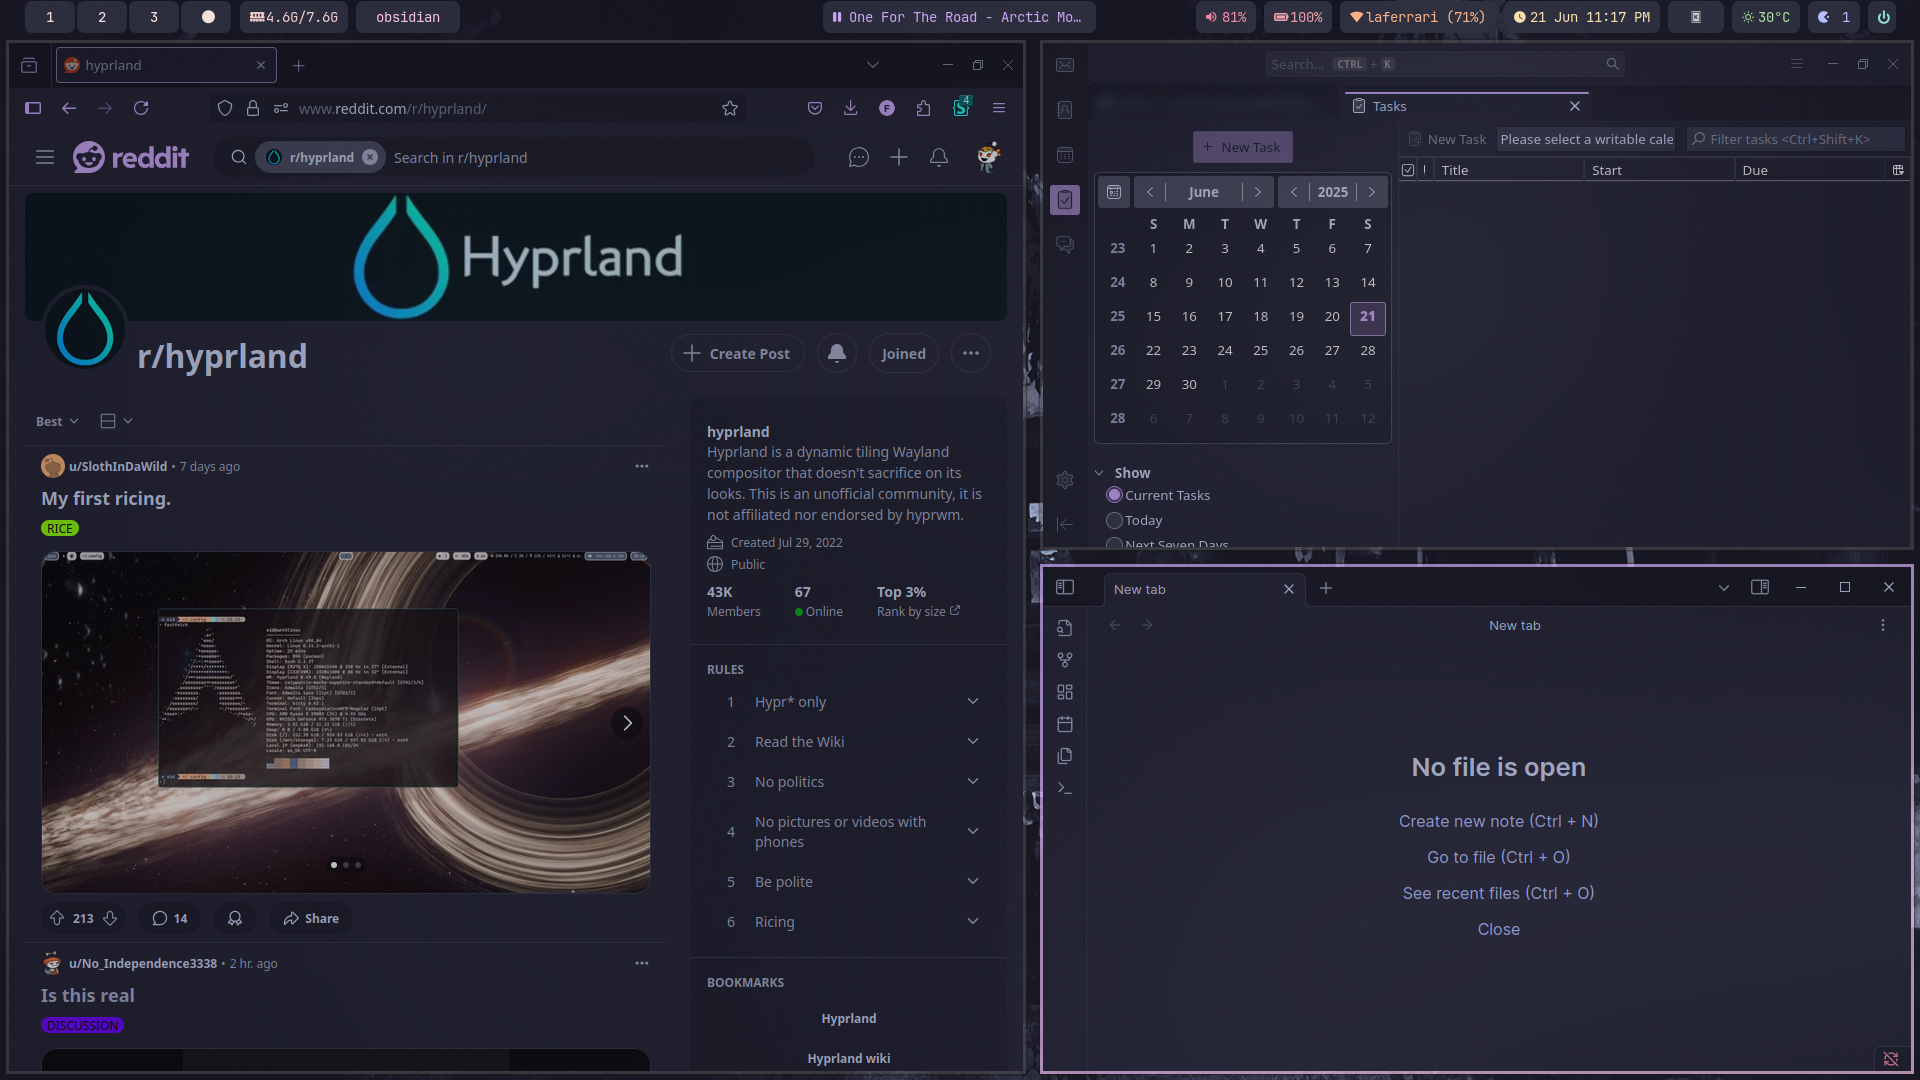 1 2 3 4.6G/7.6G obsidian
One For The Road - Arctic Mo...
81% 100% laferrari (71%) 21 Jun 11:17 PM 30°C 1
hyprland
www.reddit.com/r/hyprland/
F
4
reddit r/hyprland Search in r/hyprland
Hyprland
r/hyprland
Create Post Joined
Best
u/SlothInDaWild • 7 days ago
My first ricing.
RICE
213 14 Share
u/No_Independence3338 • 2 hr. ago
Is this real
DISCUSSION
hyprland
Hyprland is a dynamic tiling Wayland
compositor that doesn't sacrifice on its
looks. This is an unofficial community, it is
not affiliated nor endorsed by hyprwm.
Created Jul 29, 2022
Public
43K 67 Top 3%
Members Online Rank by size
RULES
1 Hypr* only
2 Read the Wiki
3 No politics
4 No pictures or videos with
phones
5 Be polite
6 Ricing
BOOKMARKS
Hyprland
Hyprland wiki
Search... CTRL + K
Tasks
+ New Task
New Task Please select a writable cale Filter tasks <Ctrl+Shift+K>
! Title Start Due
June 2025
S M T W T F S
23 1 2 3 4 5 6 7
24 8 9 10 11 12 13 14
25 15 16 17 18 19 20 21
26 22 23 24 25 26 27 28
27 29 30 1 2 3 4 5
28 6 7 8 9 10 11 12
Show
Current Tasks
Today
Next Seven Days
New tab
New tab
No file is open
Create new note (Ctrl + N)
Go to file (Ctrl + O)
See recent files (Ctrl + O)
Close